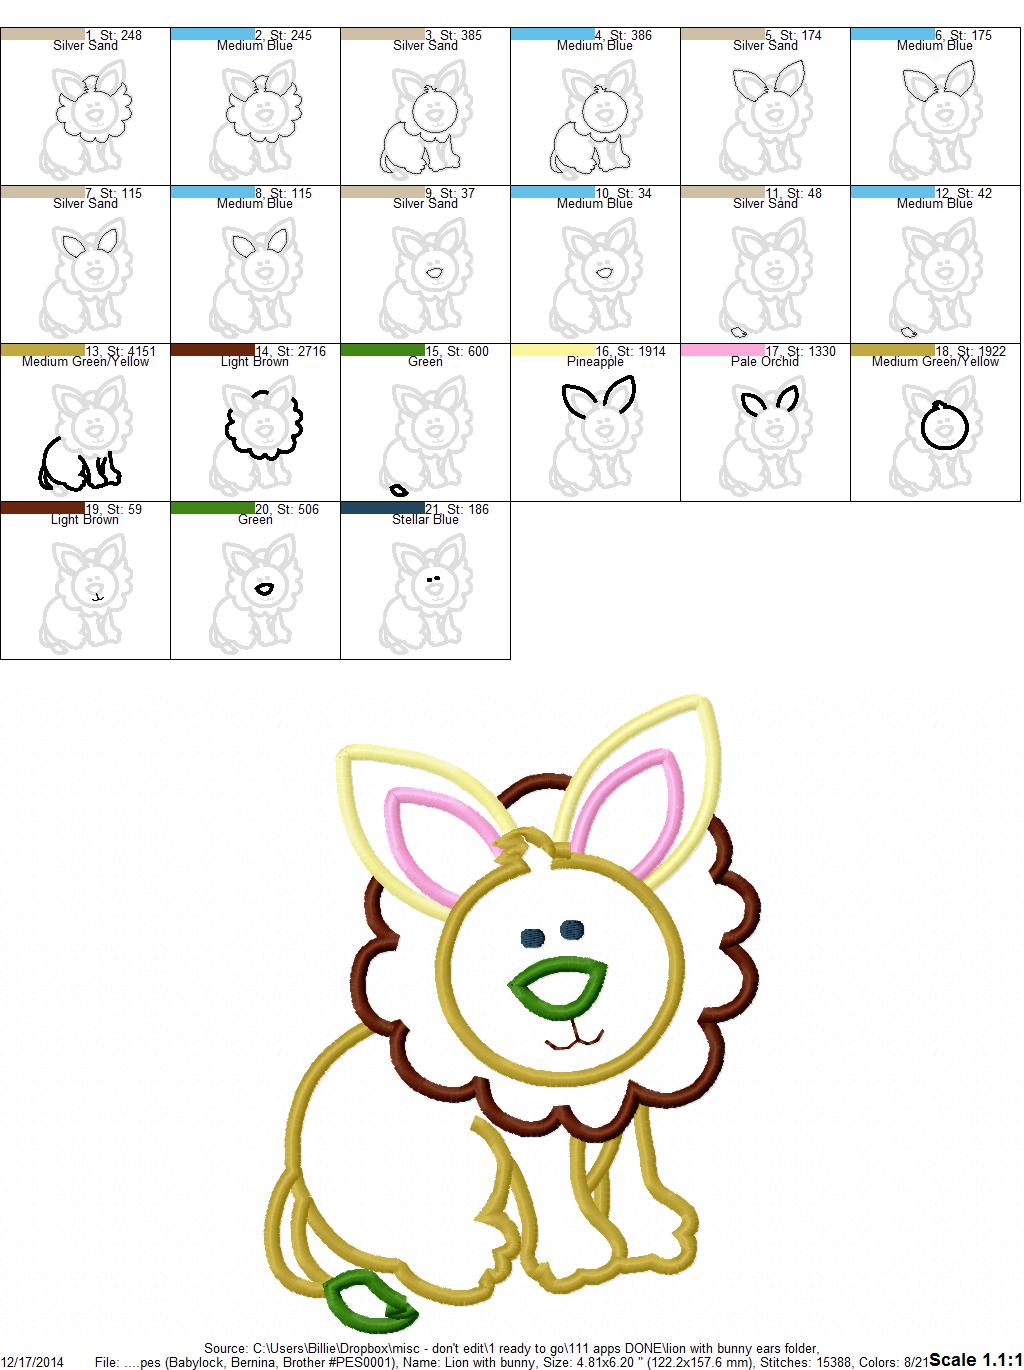 1, St: 248
Silver Sand
2, St: 245
Medium Blue
3, St: 385
Silver Sand
4, St: 386
Medium Blue
5, St: 174
Silver Sand
6, St: 175
Medium Blue
7, St: 115
Silver Sand
8, St: 115
Medium Blue
9, St: 37
Silver Sand
10, St: 34
Medium Blue
11, St: 48
Silver Sand
12, St: 42
Medium Blue
13, St: 4151
Medium Green/Yellow
14, St: 2716
Light Brown
15, St: 600
Green
16, St: 1914
Pineapple
17, St: 1330
Pale Orchid
18, St: 1922
Medium Green/Yellow
19, St: 59
Light Brown
20, St: 506
Green
21, St: 186
Stellar Blue
Source: C:\Users\Billie\Dropbox\misc - don't edit\1 ready to go\111 apps DONE\lion with bunny ears folder,
12/17/2014 File: ....pes (Babylock, Bernina, Brother #PES0001), Name: Lion with bunny, Size: 4.81x6.20 " (122.2x157.6 mm), Stitches: 15388, Colors: 8/21 Scale 1.1:1